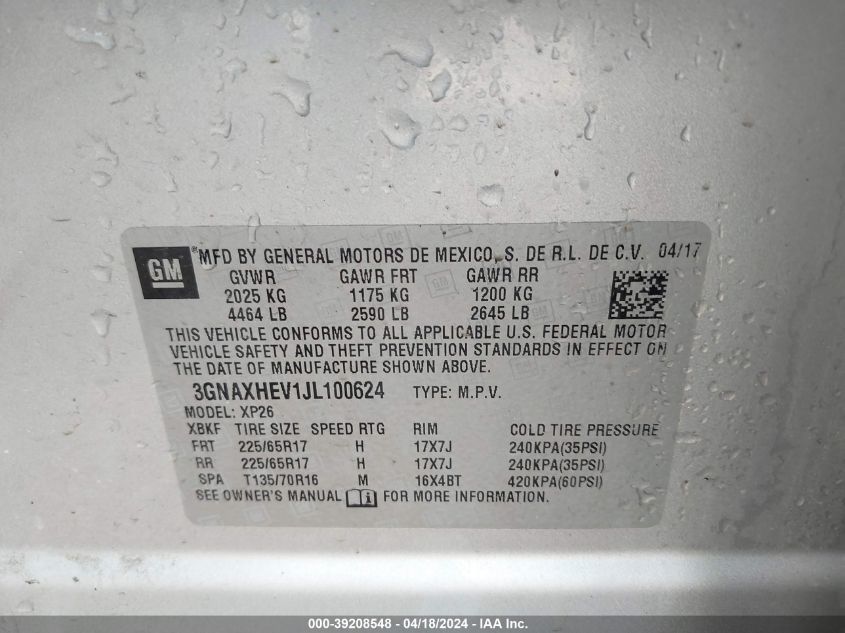 GM
® MFD BY GENERAL MOTORS DE MEXICO, S. DE R.L. DE C.V. 04/17
GVWR GAWR FRT GAWR RR
2025 KG 1175 KG 1200 KG
4464 LB 2590 LB 2645 LB
THIS VEHICLE CONFORMS TO ALL APPLICABLE U.S. FEDERAL MOTOR
VEHICLE SAFETY AND THEFT PREVENTION STANDARDS IN EFFECT ON
THE DATE OF MANUFACTURE SHOWN ABOVE.
3GNAXHEV1JL100624 TYPE: M.P.V.
MODEL: XP26
XBKF TIRE SIZE SPEED RTG RIM COLD TIRE PRESSURE
FRT 225/65R17 H 17X7J 240KPA(35PSI)
RR 225/65R17 H 17X7J 240KPA(35PSI)
SPA T135/70R16 M 16X4BT 420KPA(60PSI)
SEE OWNER'S MANUAL FOR MORE INFORMATION.
000-39208548 - 04/18/2024 - IAA Inc.